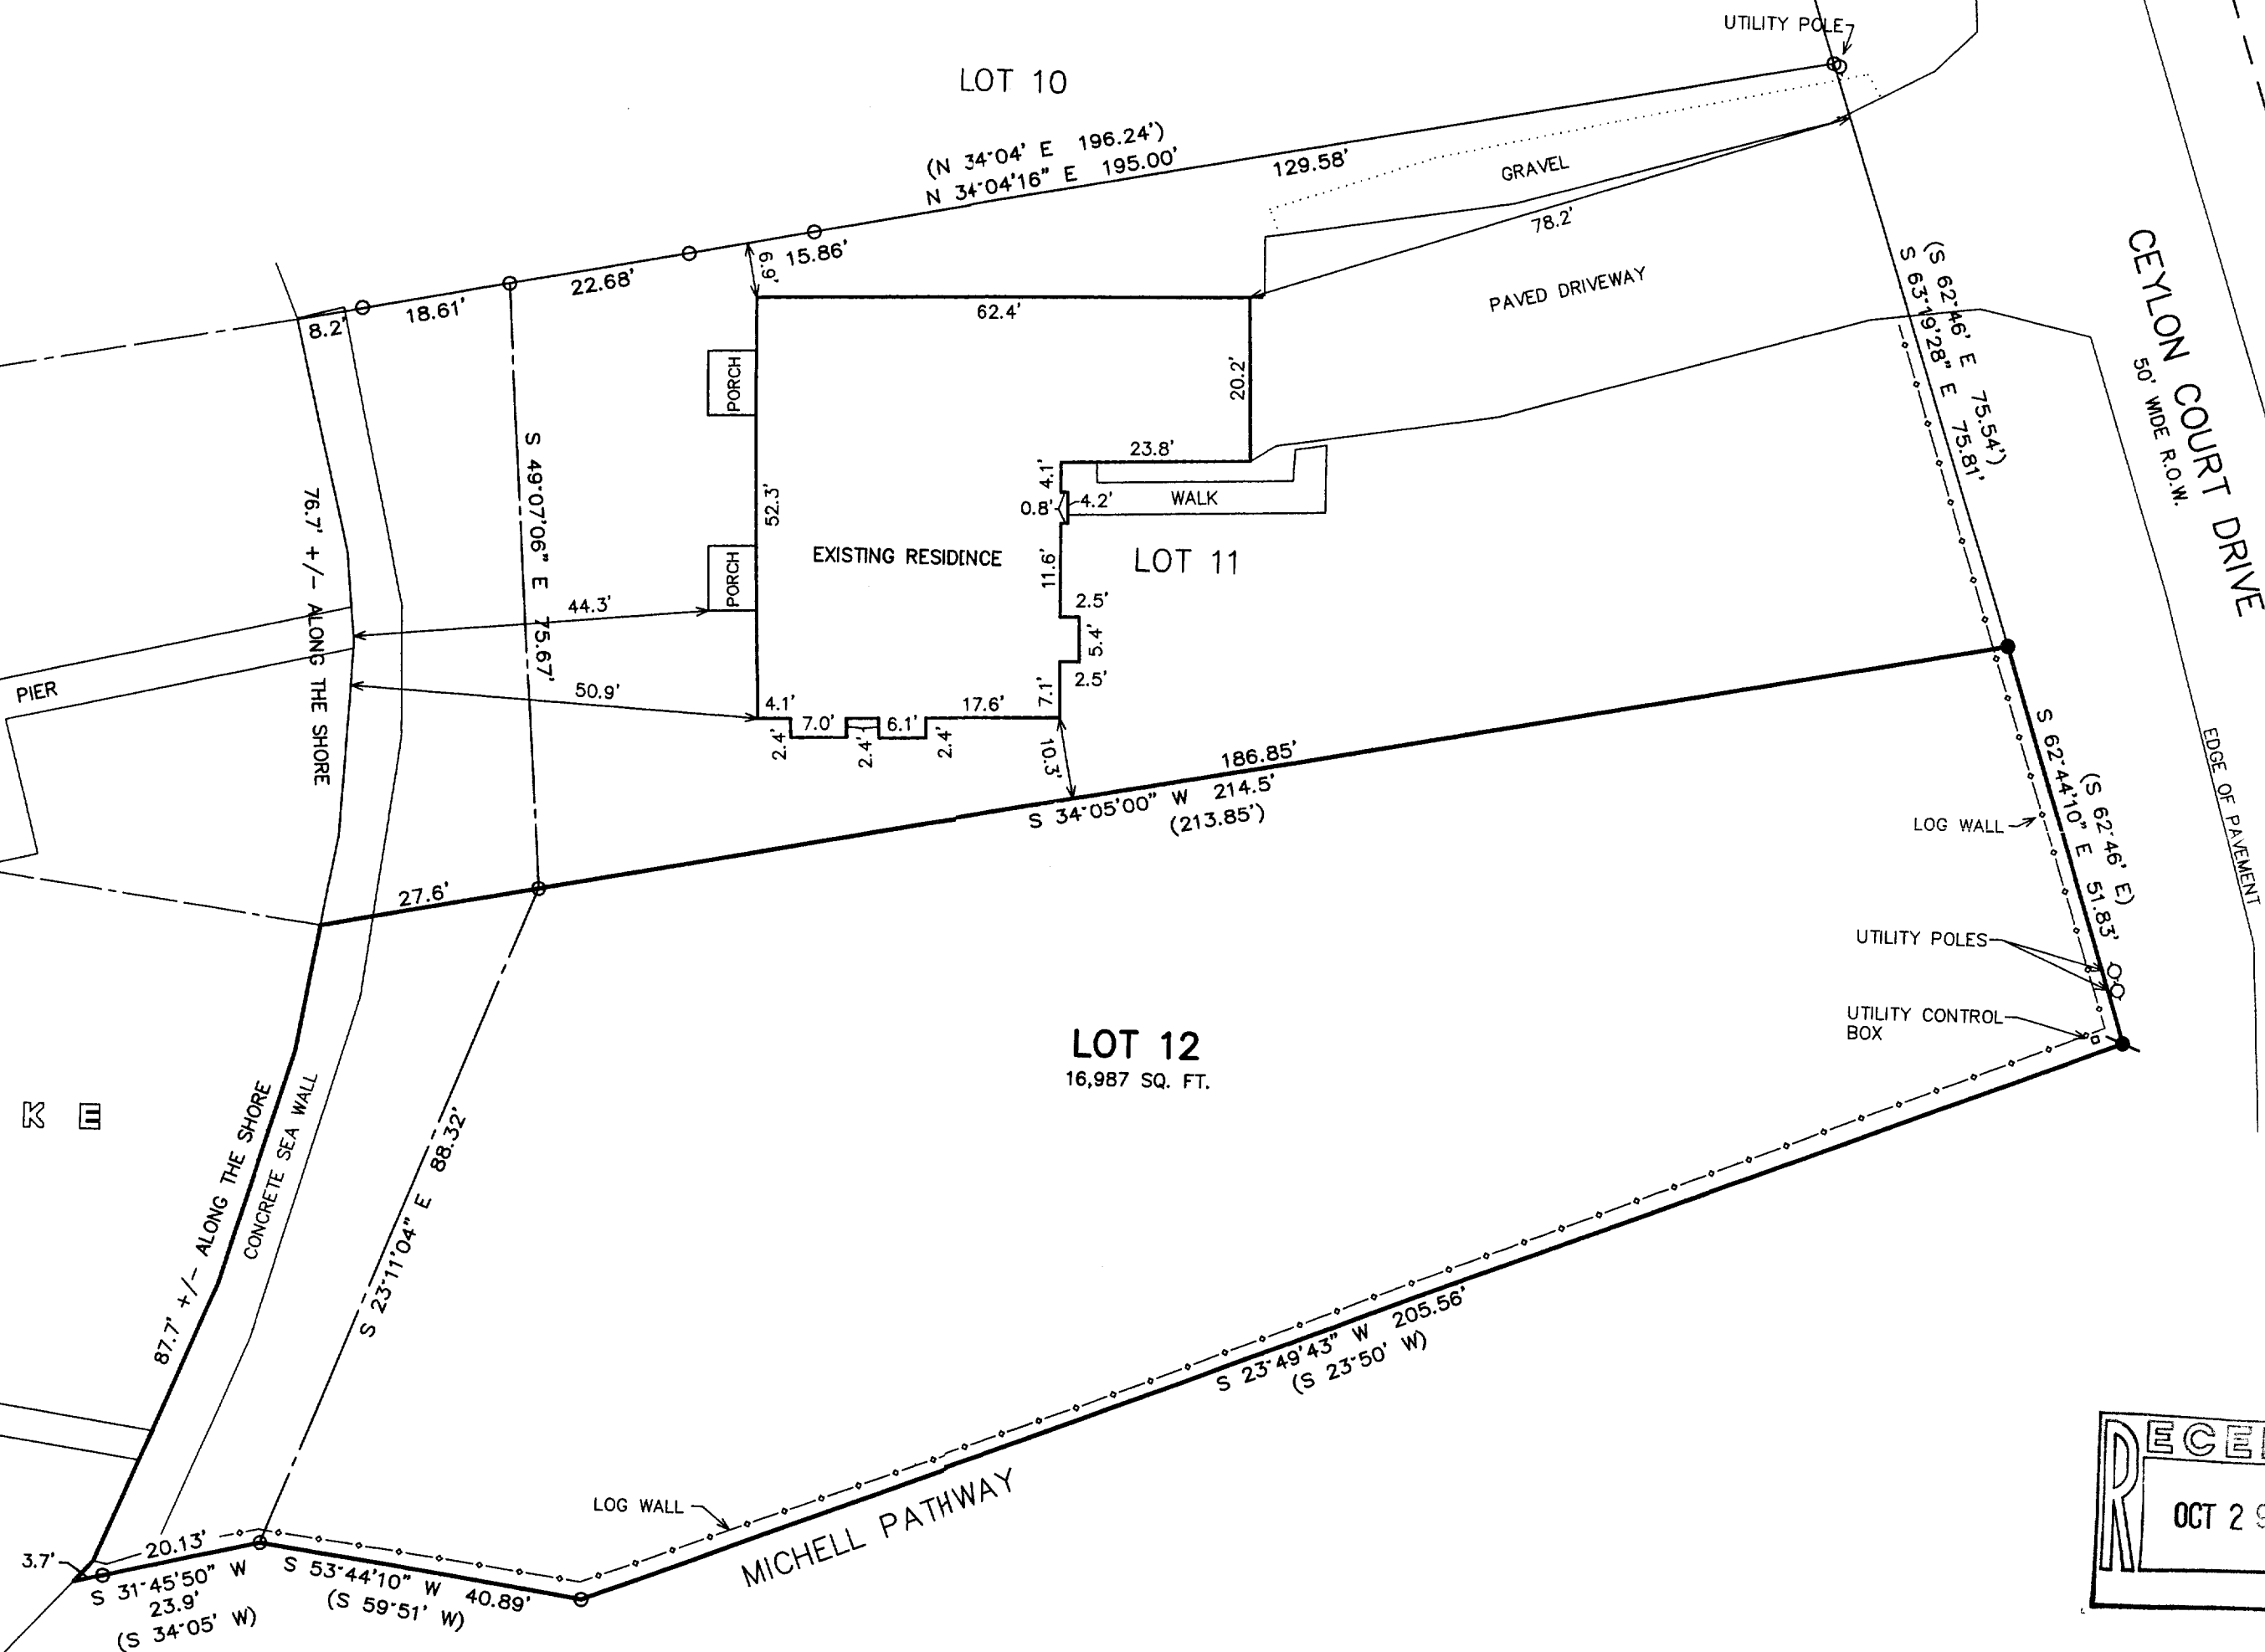 UTILITY POLE
LOT 10
(N 34°04' E 196.24')
N 34°04'16" E 195.00'
129.58'
GRAVEL
78.2'
PAVED DRIVEWAY
15.86'
6.9'
22.68'
18.61'
8.2'
62.4'
PORCH
20.2'
(S 62°46' E 75.54')
S 63°19'28" E 75.81'
CEYLON COURT DRIVE
50' WIDE R.O.W.
S 49°07'06" E 75.67'
76.7' +/- ALONG THE SHORE
52.3'
23.8'
4.1'
0.8'
4.2'
WALK
EXISTING RESIDENCE
LOT 11
11.6'
PORCH
44.3'
2.5'
5.4'
2.5'
7.1'
PIER
50.9'
4.1'
7.0'
6.1'
17.6'
2.4'
2.4'
2.4'
10.3'
186.85'
S 34°05'00" W 214.5'
(213.85')
27.6'
LOG WALL
S 62°44'10" E 51.83'
(S 62°46' E)
EDGE OF PAVEMENT
UTILITY POLES
UTILITY CONTROL
BOX
LOT 12
16,987 SQ. FT.
K E
87.7' +/- ALONG THE SHORE
CONCRETE SEA WALL
S 23°11'04" E 88.32'
S 23°49'43" W 205.56'
(S 23°50' W)
LOG WALL
MICHELL PATHWAY
3.7'
20.13'
S 31°45'50" W
23.9'
(S 34°05' W)
S 53°44'10" W 40.89'
(S 59°51' W)
RECE
OCT 29